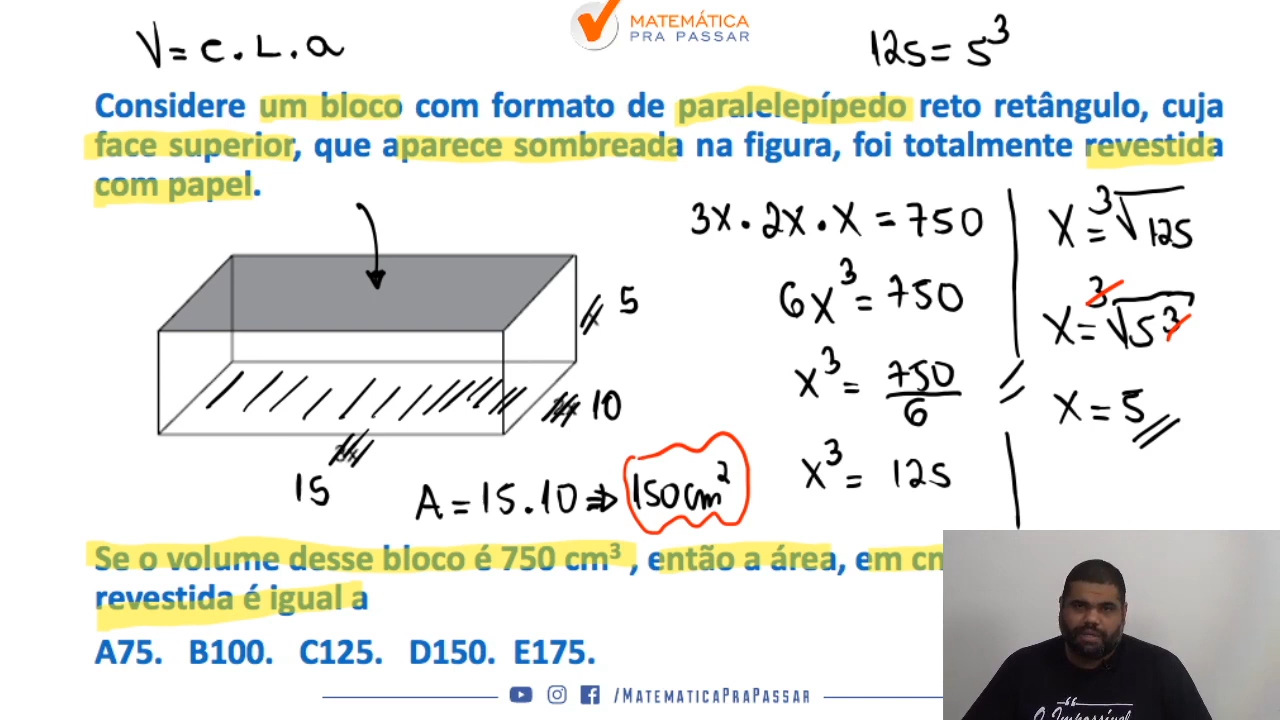 MATEMÁTICA
PRA PASSAR
V = c . L . a
125 = 5³
Considere um bloco com formato de paralelepípedo reto retângulo, cuja
face superior, que aparece sombreada na figura, foi totalmente revestida
com papel.
3x . 2x . x = 750
6x³ = 750
x³ = 750/6
x³ = 125
x = ³√125
x = ³√5³
x = 5
5
10
15
A = 15 . 10 ⇒ 150 cm²
Se o volume desse bloco é 750 cm³ , então a área, em
revestida é igual a
A75. B100. C125. D150. E175.
/MATEMATICAPRAPASSAR